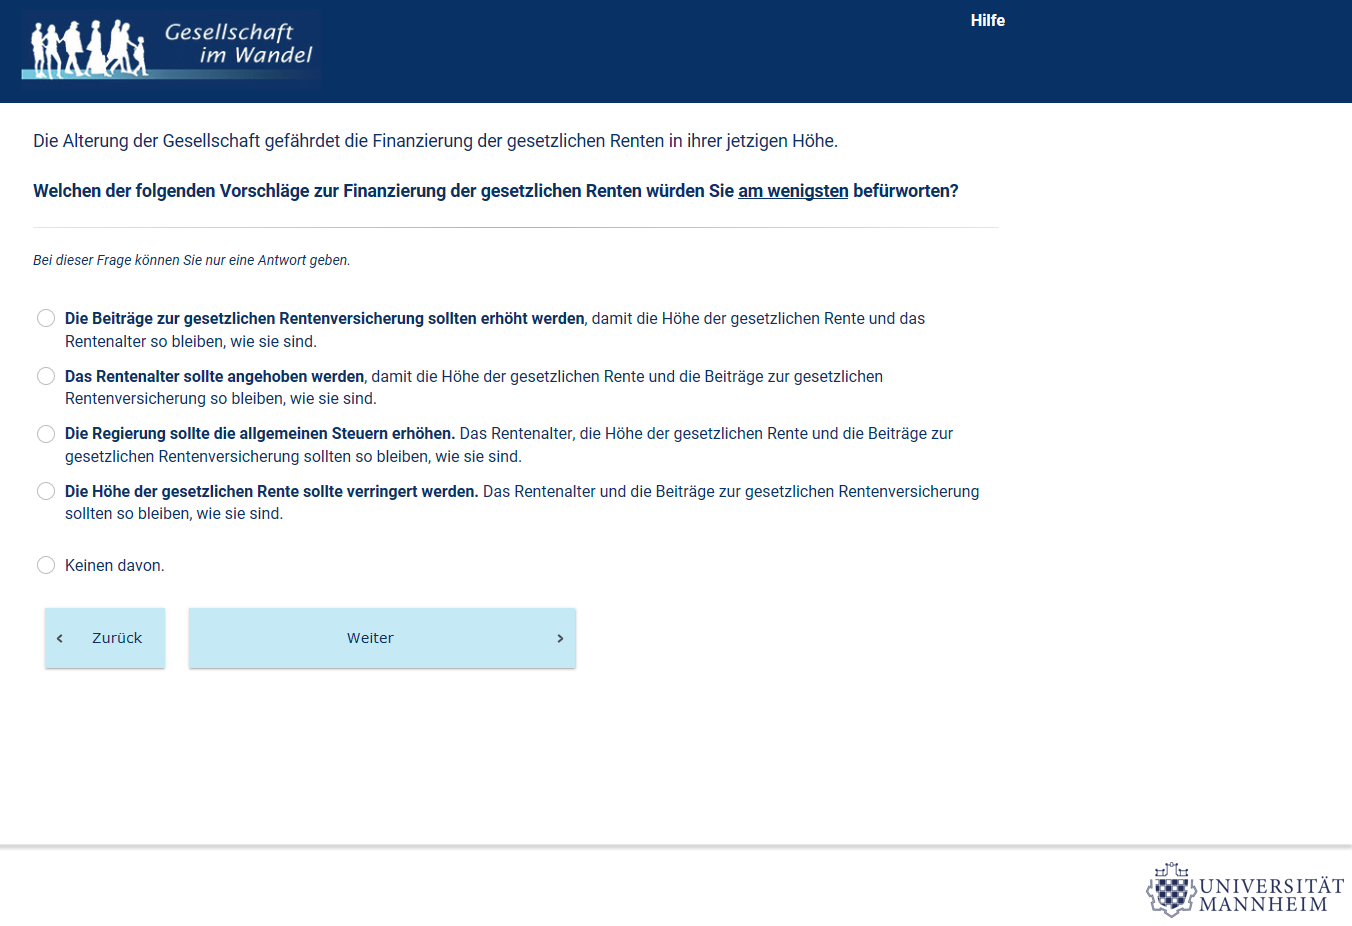 Gesellschaft
im Wandel
Hilfe
Die Alterung der Gesellschaft gefährdet die Finanzierung der gesetzlichen Renten in ihrer jetzigen Höhe.
Welchen der folgenden Vorschläge zur Finanzierung der gesetzlichen Renten würden Sie am wenigsten befürworten?
Bei dieser Frage können Sie nur eine Antwort geben.
Die Beiträge zur gesetzlichen Rentenversicherung sollten erhöht werden, damit die Höhe der gesetzlichen Rente und das
Rentenalter so bleiben, wie sie sind.
Das Rentenalter sollte angehoben werden, damit die Höhe der gesetzlichen Rente und die Beiträge zur gesetzlichen
Rentenversicherung so bleiben, wie sie sind.
Die Regierung sollte die allgemeinen Steuern erhöhen. Das Rentenalter, die Höhe der gesetzlichen Rente und die Beiträge zur
gesetzlichen Rentenversicherung sollten so bleiben, wie sie sind.
Die Höhe der gesetzlichen Rente sollte verringert werden. Das Rentenalter und die Beiträge zur gesetzlichen Rentenversicherung
sollten so bleiben, wie sie sind.
Keinen davon.
Zurück
Weiter
UNIVERSITÄT
MANNHEIM